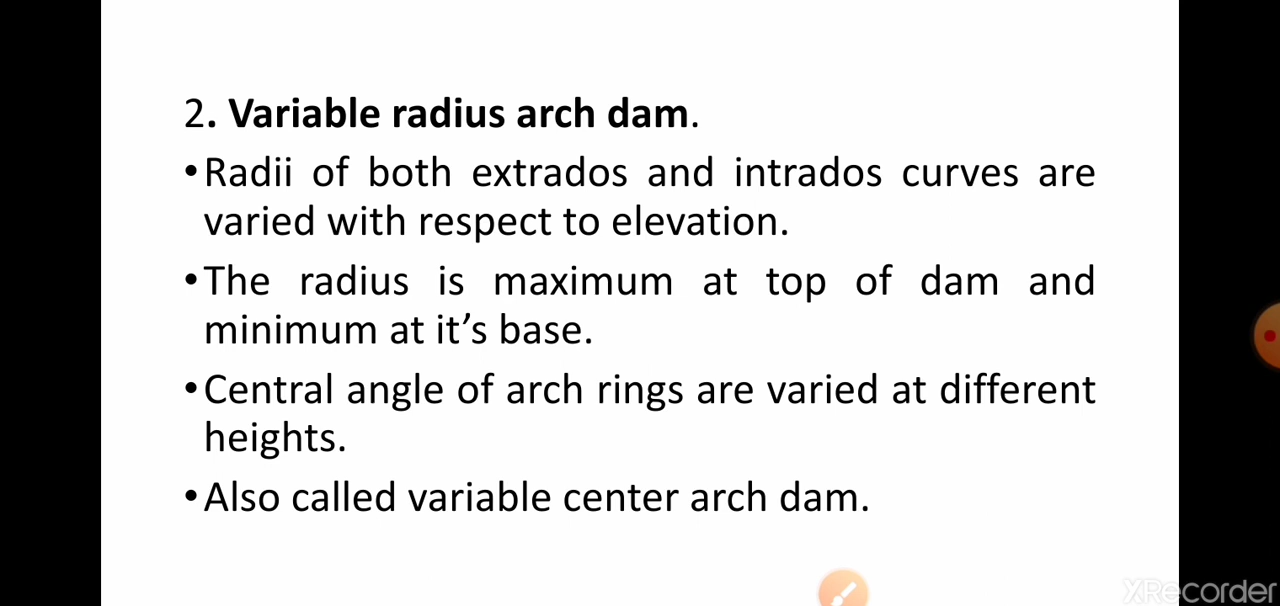 2. Variable radius arch dam.
•Radii of both extrados and intrados curves are
varied with respect to elevation.
•The radius is maximum at top of dam and
minimum at it’s base.
•Central angle of arch rings are varied at different
heights.
•Also called variable center arch dam.
XRecorder